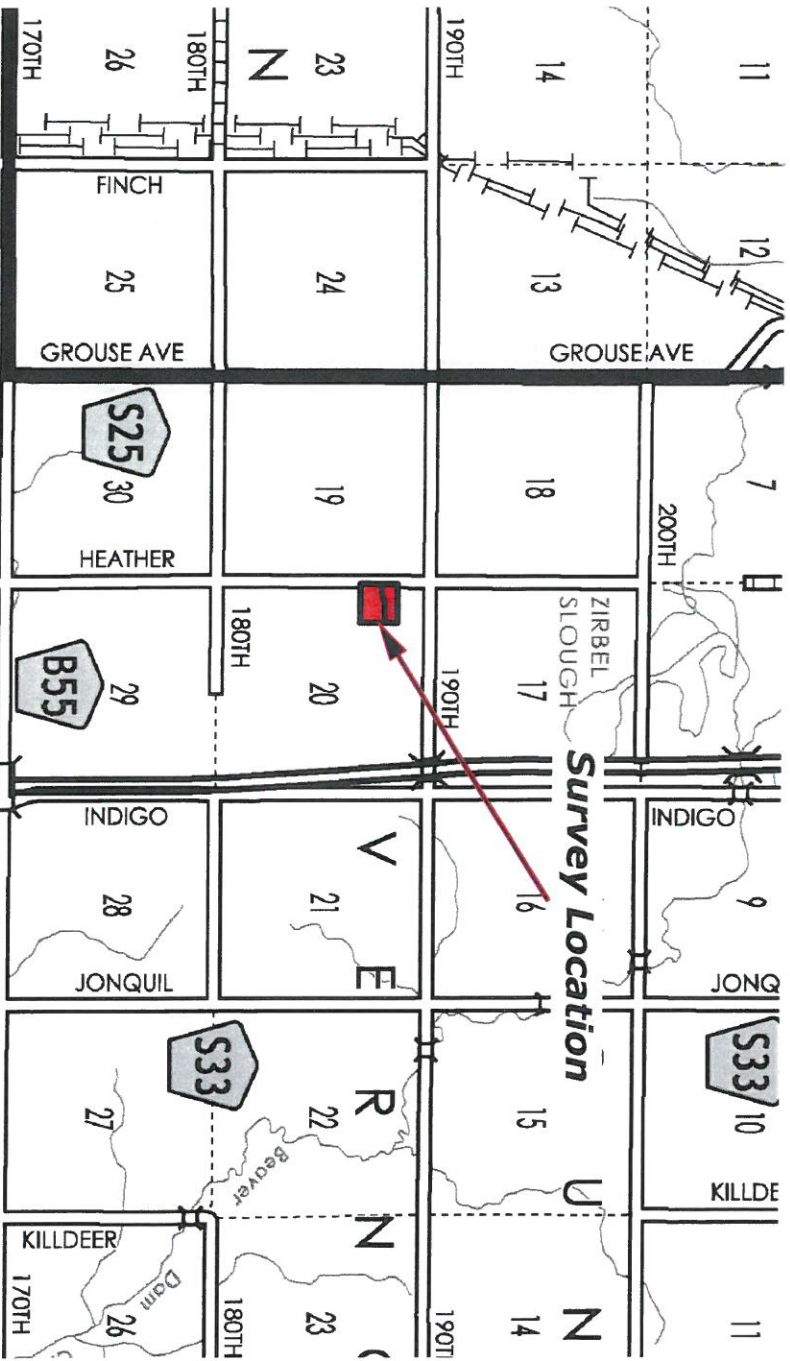 170TH
26
180TH
N
23
190TH
14
11
FINCH
25
24
13
12
GROUSE AVE
GROUSE AVE
S25
30
19
18
7
200TH
HEATHER
ZIRBEL
SLOUGH
180TH
B55
29
20
190TH
17
Survey Location
INDIGO
INDIGO
V
28
21
16
9
E
JONQUIL
JONQ
S33
S33
R
27
22
15
10
Beaver
U
KILLDE
N
KILLDEER
Dam
170TH
26
180TH
23
190T
14
N
11